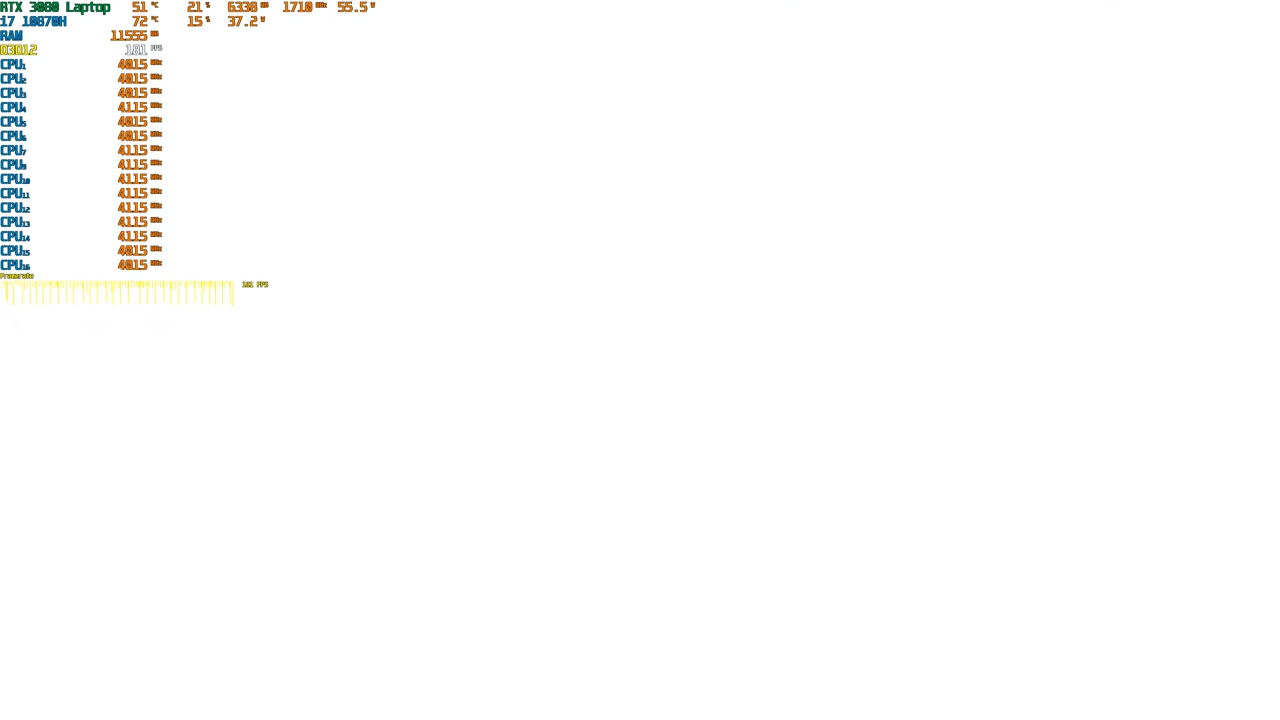 RTX 3080 Laptop 51 °C 21 % 6338 MB 1710 MHz 55.5 W
i7 10870H 72 °C 15 % 37.2 W
RAM 11555 MB
D3D12 181 FPS
CPU1 4015 MHz
CPU2 4015 MHz
CPU3 4015 MHz
CPU4 4115 MHz
CPU5 4015 MHz
CPU6 4015 MHz
CPU7 4115 MHz
CPU9 4115 MHz
CPU10 4115 MHz
CPU11 4115 MHz
CPU12 4115 MHz
CPU13 4115 MHz
CPU14 4115 MHz
CPU15 4015 MHz
CPU16 4015 MHz
Framerate
181 FPS